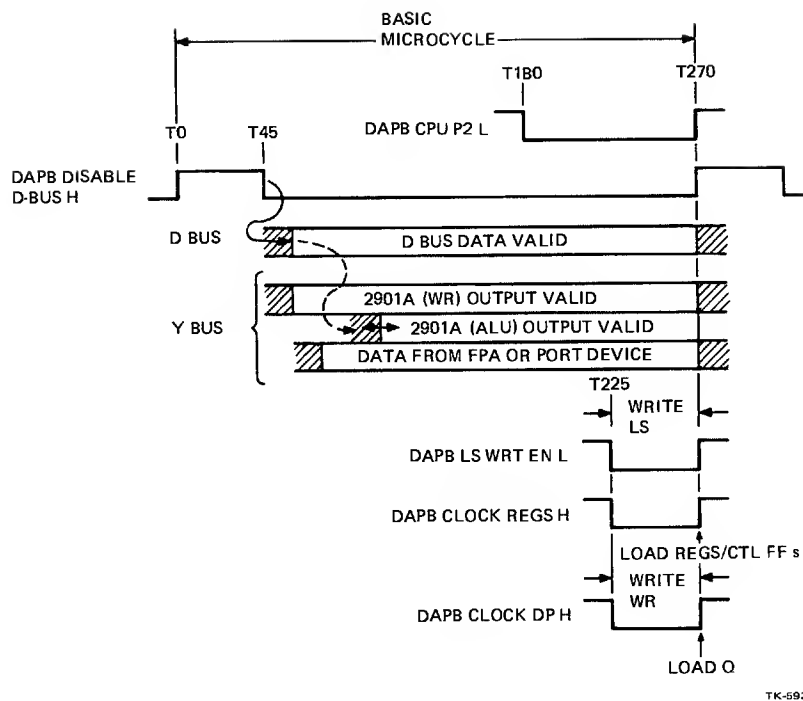 BASIC
MICROCYCLE
T180
T270
DAPB CPU P2 L
T0
T45
DAPB DISABLE
D-BUS H
D BUS
D BUS DATA VALID
2901A (WR) OUTPUT VALID
Y BUS
2901A (ALU) OUTPUT VALID
DATA FROM FPA OR PORT DEVICE
T225
WRITE
LS
DAPB LS WRT EN L
DAPB CLOCK REGS H
LOAD REGS/CTL FF s
WRITE
WR
DAPB CLOCK DP H
LOAD Q